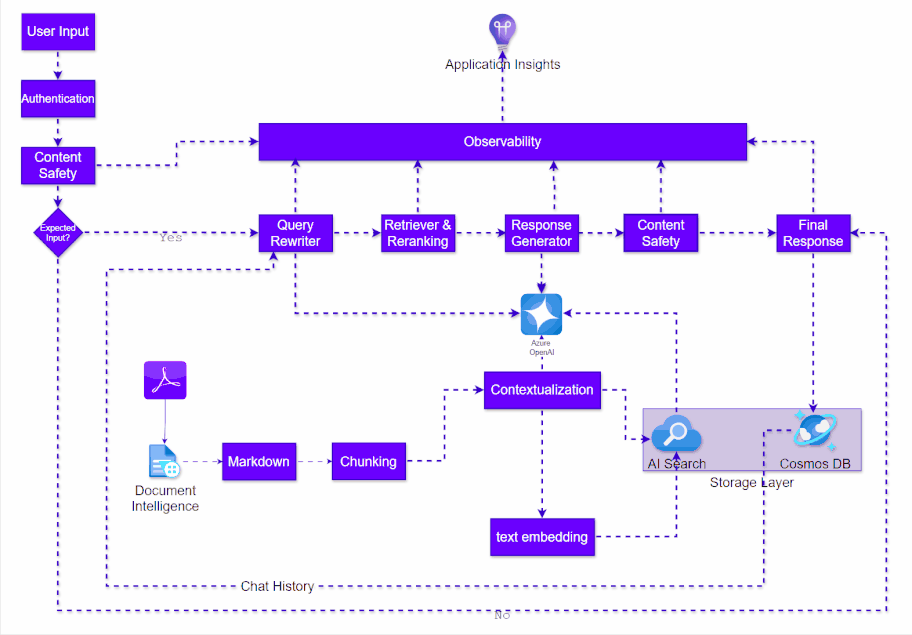 User Input
Application Insights
Authentication
Observability
Content
Safety
Expected
Input?
Yes
Query
Rewriter
Retriever &
Reranking
Response
Generator
Content
Safety
Final
Response
Azure
OpenAI
Contextualization
Markdown
Chunking
AI Search
Cosmos DB
Storage Layer
Document
Intelligence
text embedding
Chat History
No